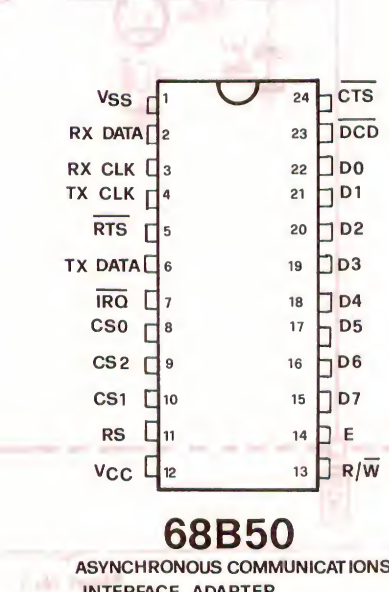 VSS 1 24 CTS
RX DATA 2 23 DCD
RX CLK 3 22 D0
TX CLK 4 21 D1
RTS 5 20 D2
TX DATA 6 19 D3
IRQ 7 18 D4
CS0 8 17 D5
CS2 9 16 D6
CS1 10 15 D7
RS 11 14 E
VCC 12 13 R/W
68B50
ASYNCHRONOUS COMMUNICATIONS
INTERFACE ADAPTER